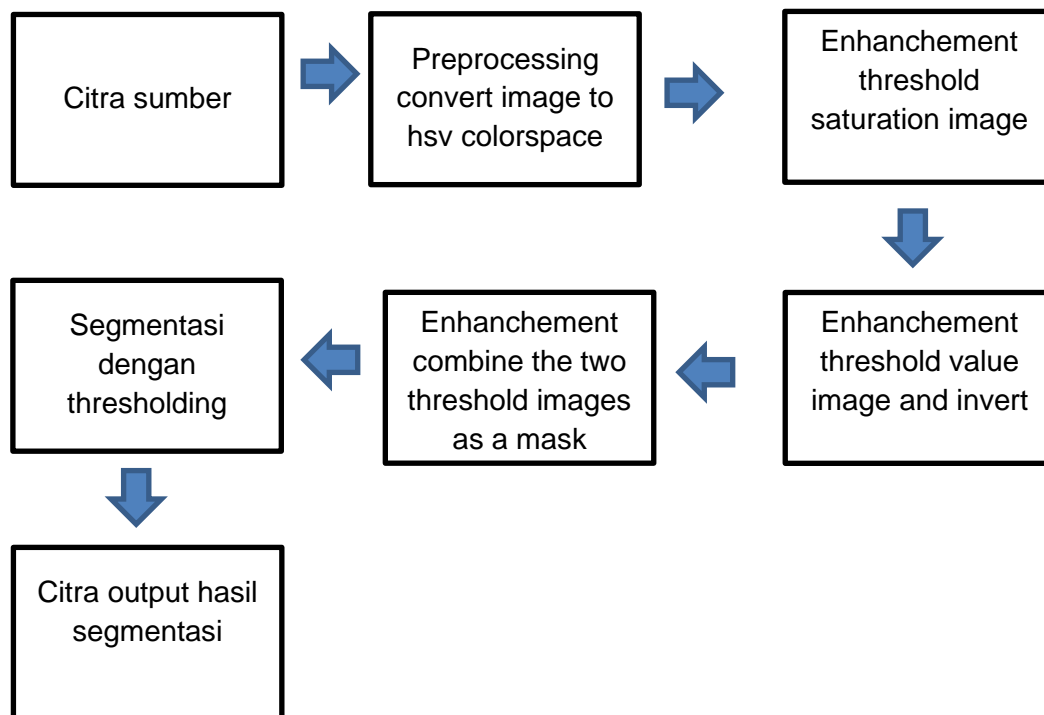 Citra sumber
Preprocessing
convert image to
hsv colorspace
Enhanchement
threshold
saturation image
Enhanchement
threshold value
image and invert
Enhanchement
combine the two
threshold images
as a mask
Segmentasi
dengan
thresholding
Citra output hasil
segmentasi